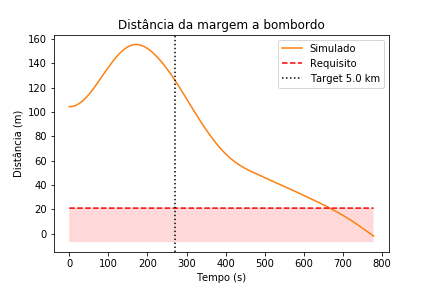 Distância da margem a bombordo
Simulado
Requisito
Target 5.0 km
Distância (m)
160
140
120
100
80
60
40
20
0
0 100 200 300 400 500 600 700 800
Tempo (s)